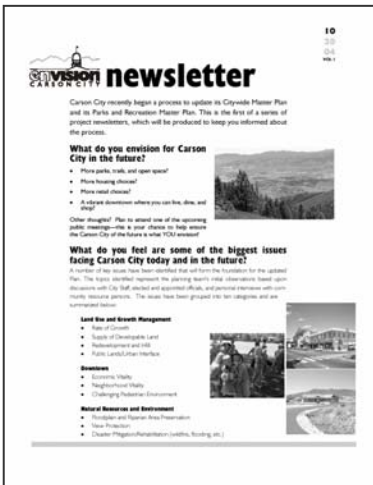 10
20
04
VOL 1
envision
CARSON CITY
newsletter
Carson City recently began a process to update its Citywide Master Plan
and its Parks and Recreation Master Plan. This is the first of a series of
project newsletters, which will be produced to keep you informed about
the process.
What do you envision for Carson
City in the future?
• More parks, trails, and open space?
• More housing choices?
• More retail choices?
• A vibrant downtown where you can live, dine, and
shop?
Other thoughts? Plan to attend one of the upcoming
public meetings—this is your chance to help ensure
the Carson City of the future is what YOU envision!
What do you feel are some of the biggest issues
facing Carson City today and in the future?
A number of key issues have been identified that will form the foundation for the updated
Plan. The topics identified represent the planning team's initial observations based upon
discussions with City Staff, elected and appointed officials, and personal interviews with com-
munity resource persons. The issues have been grouped into ten categories and are
summarized below:
Land Use and Growth Management
• Rate of Growth
• Supply of Developable Land
• Redevelopment and Infill
• Public Lands/Urban Interface
Downtown
• Economic Vitality
• Neighborhood Vitality
• Challenging Pedestrian Environment
Natural Resources and Environment
• Floodplain and Riparian Area Preservation
• View Protection
• Disaster Mitigation/Rehabilitation (wildfire, flooding, etc.)